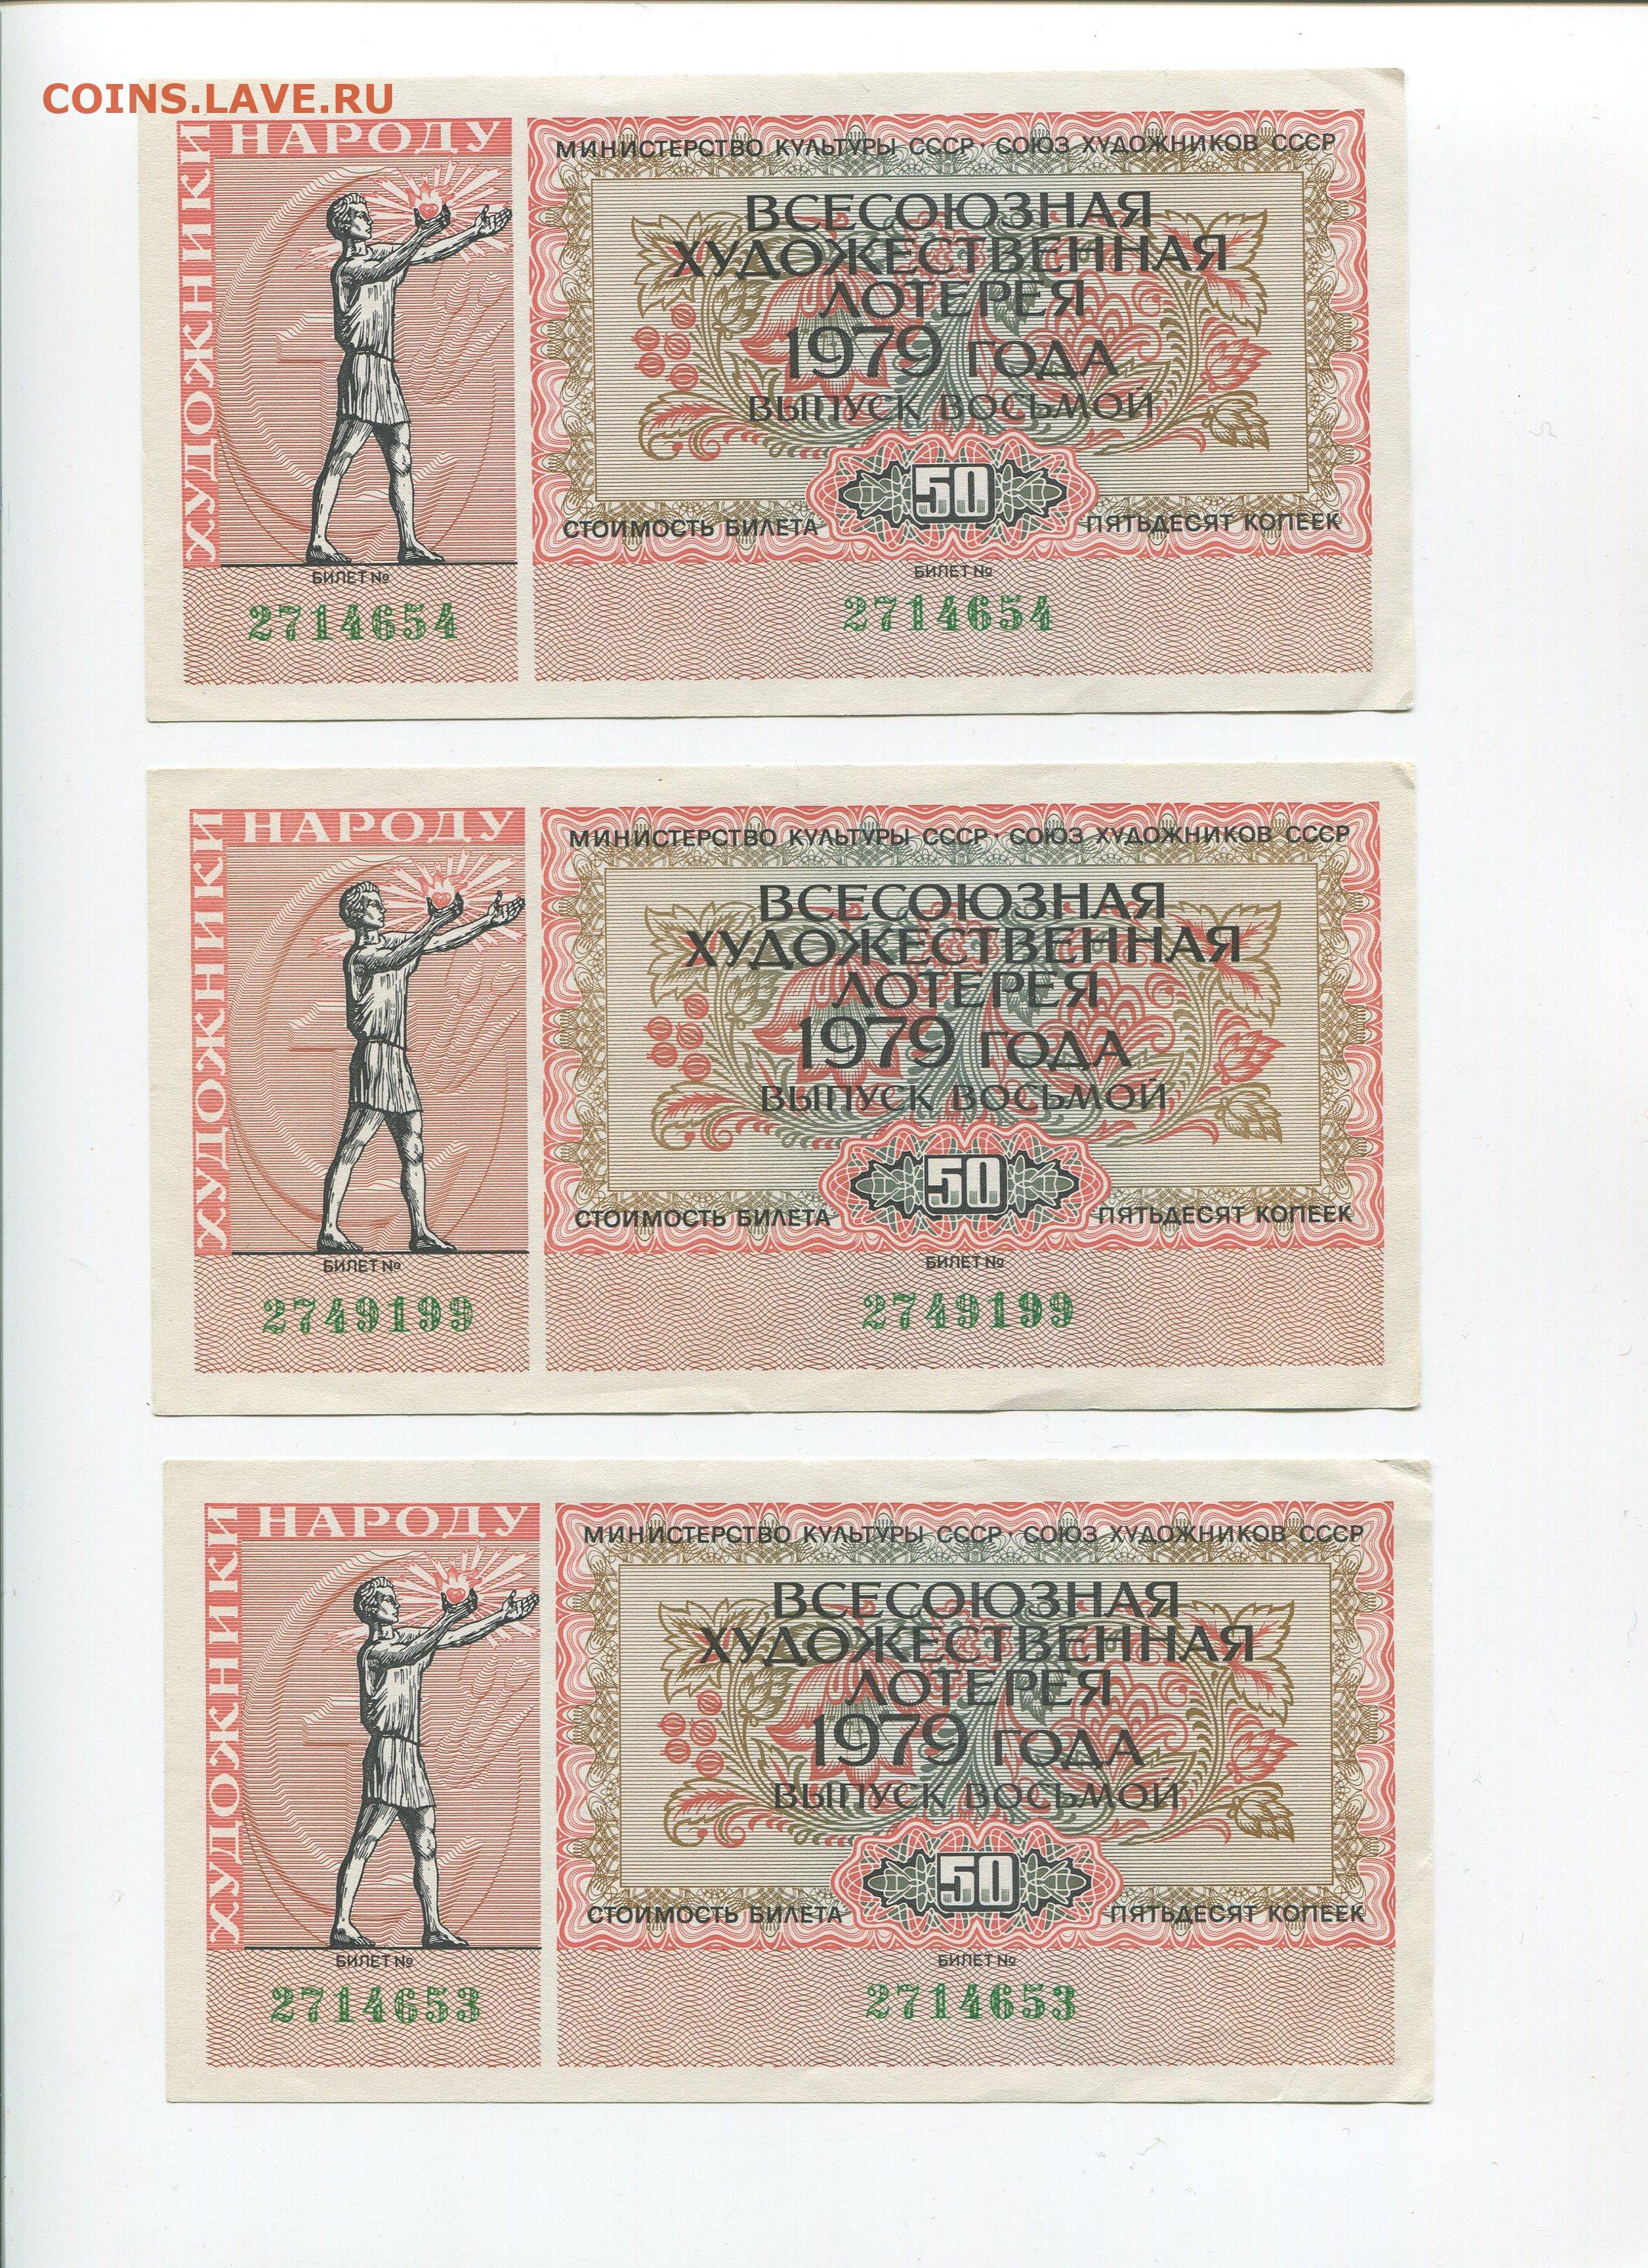 COINS.LAVE.RU
ХУДОЖНИКИ
НАРОДУ
БИЛЕТ №
2714654
МИНИСТЕРСТВО КУЛЬТУРЫ СССР · СОЮЗ ХУДОЖНИКОВ СССР
ВСЕСОЮЗНАЯ
ХУДОЖЕСТВЕННАЯ
ЛОТЕРЕЯ
1979 ГОДА
ВЫПУСК ВОСЬМОЙ
СТОИМОСТЬ БИЛЕТА 50 ПЯТЬДЕСЯТ КОПЕЕК
БИЛЕТ №
2714654
ХУДОЖНИКИ
НАРОДУ
БИЛЕТ №
2749199
МИНИСТЕРСТВО КУЛЬТУРЫ СССР · СОЮЗ ХУДОЖНИКОВ СССР
ВСЕСОЮЗНАЯ
ХУДОЖЕСТВЕННАЯ
ЛОТЕРЕЯ
1979 ГОДА
ВЫПУСК ВОСЬМОЙ
СТОИМОСТЬ БИЛЕТА 50 ПЯТЬДЕСЯТ КОПЕЕК
БИЛЕТ №
2749199
ХУДОЖНИКИ
НАРОДУ
БИЛЕТ №
2714653
МИНИСТЕРСТВО КУЛЬТУРЫ СССР · СОЮЗ ХУДОЖНИКОВ СССР
ВСЕСОЮЗНАЯ
ХУДОЖЕСТВЕННАЯ
ЛОТЕРЕЯ
1979 ГОДА
ВЫПУСК ВОСЬМОЙ
СТОИМОСТЬ БИЛЕТА 50 ПЯТЬДЕСЯТ КОПЕЕК
БИЛЕТ №
2714653